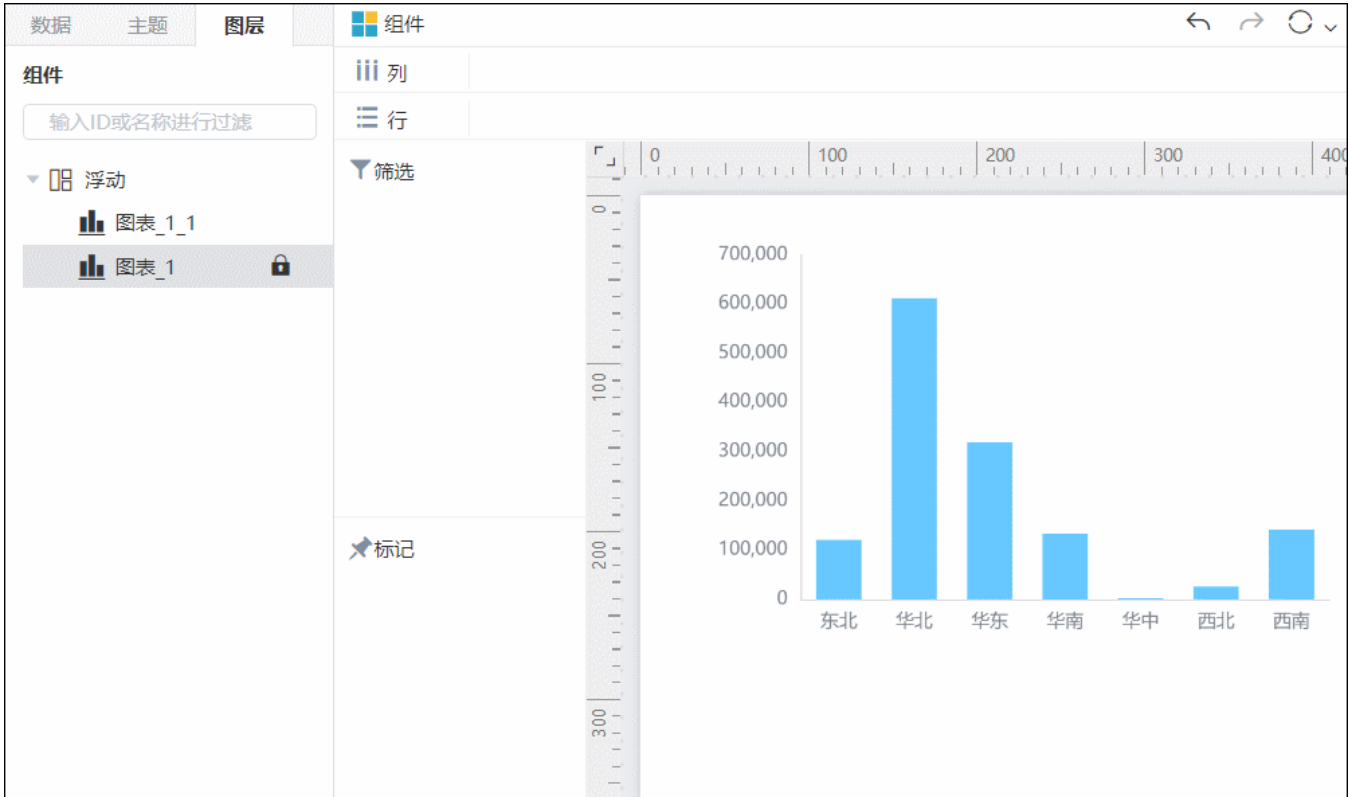 数据 主题 图层
组件
输入ID或名称进行过滤
浮动
图表_1_1
图表_1
组件
列
行
筛选
标记
0 100 200 300 400
0
100
200
300
700,000
600,000
500,000
400,000
300,000
200,000
100,000
0
东北 华北 华东 华南 华中 西北 西南